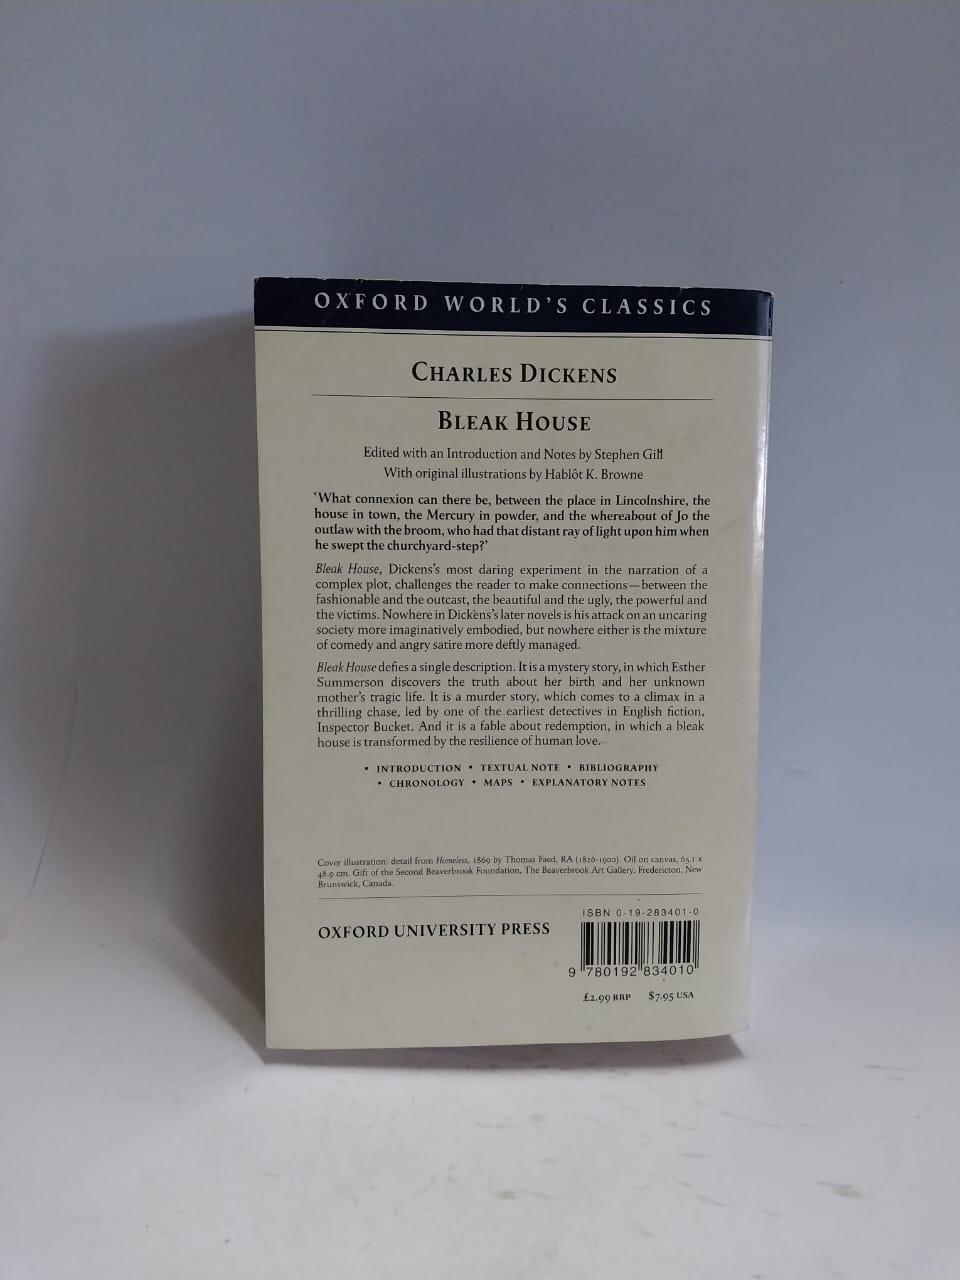 OXFORD WORLD'S CLASSICS
CHARLES DICKENS
BLEAK HOUSE
Edited with an Introduction and Notes by Stephen Gill
With original illustrations by Hablôt K. Browne
'What connexion can there be, between the place in Lincolnshire, the
house in town, the Mercury in powder, and the whereabout of Jo the
outlaw with the broom, who had that distant ray of light upon him when
he swept the churchyard-step?'
Bleak House, Dickens's most daring experiment in the narration of a
complex plot, challenges the reader to make connections—between the
fashionable and the outcast, the beautiful and the ugly, the powerful and
the victims. Nowhere in Dickens's later novels is his attack on an uncaring
society more imaginatively embodied, but nowhere either is the mixture
of comedy and angry satire more deftly managed.
Bleak House defies a single description. It is a mystery story, in which Esther
Summerson discovers the truth about her birth and her unknown
mother's tragic life. It is a murder story, which comes to a climax in a
thrilling chase, led by one of the earliest detectives in English fiction,
Inspector Bucket. And it is a fable about redemption, in which a bleak
house is transformed by the resilience of human love.
• INTRODUCTION • TEXTUAL NOTE • BIBLIOGRAPHY
• CHRONOLOGY • MAPS • EXPLANATORY NOTES
Cover illustration: detail from Homeless, 1869 by Thomas Faed, RA (1826-1900). Oil on canvas, 65.1 x
48.9 cm. Gift of the Second Beaverbrook Foundation, The Beaverbrook Art Gallery, Fredericton, New
Brunswick, Canada.
OXFORD UNIVERSITY PRESS
ISBN 0-19-283401-0
9 780192 834010
£2.99 RRP $7.95 USA